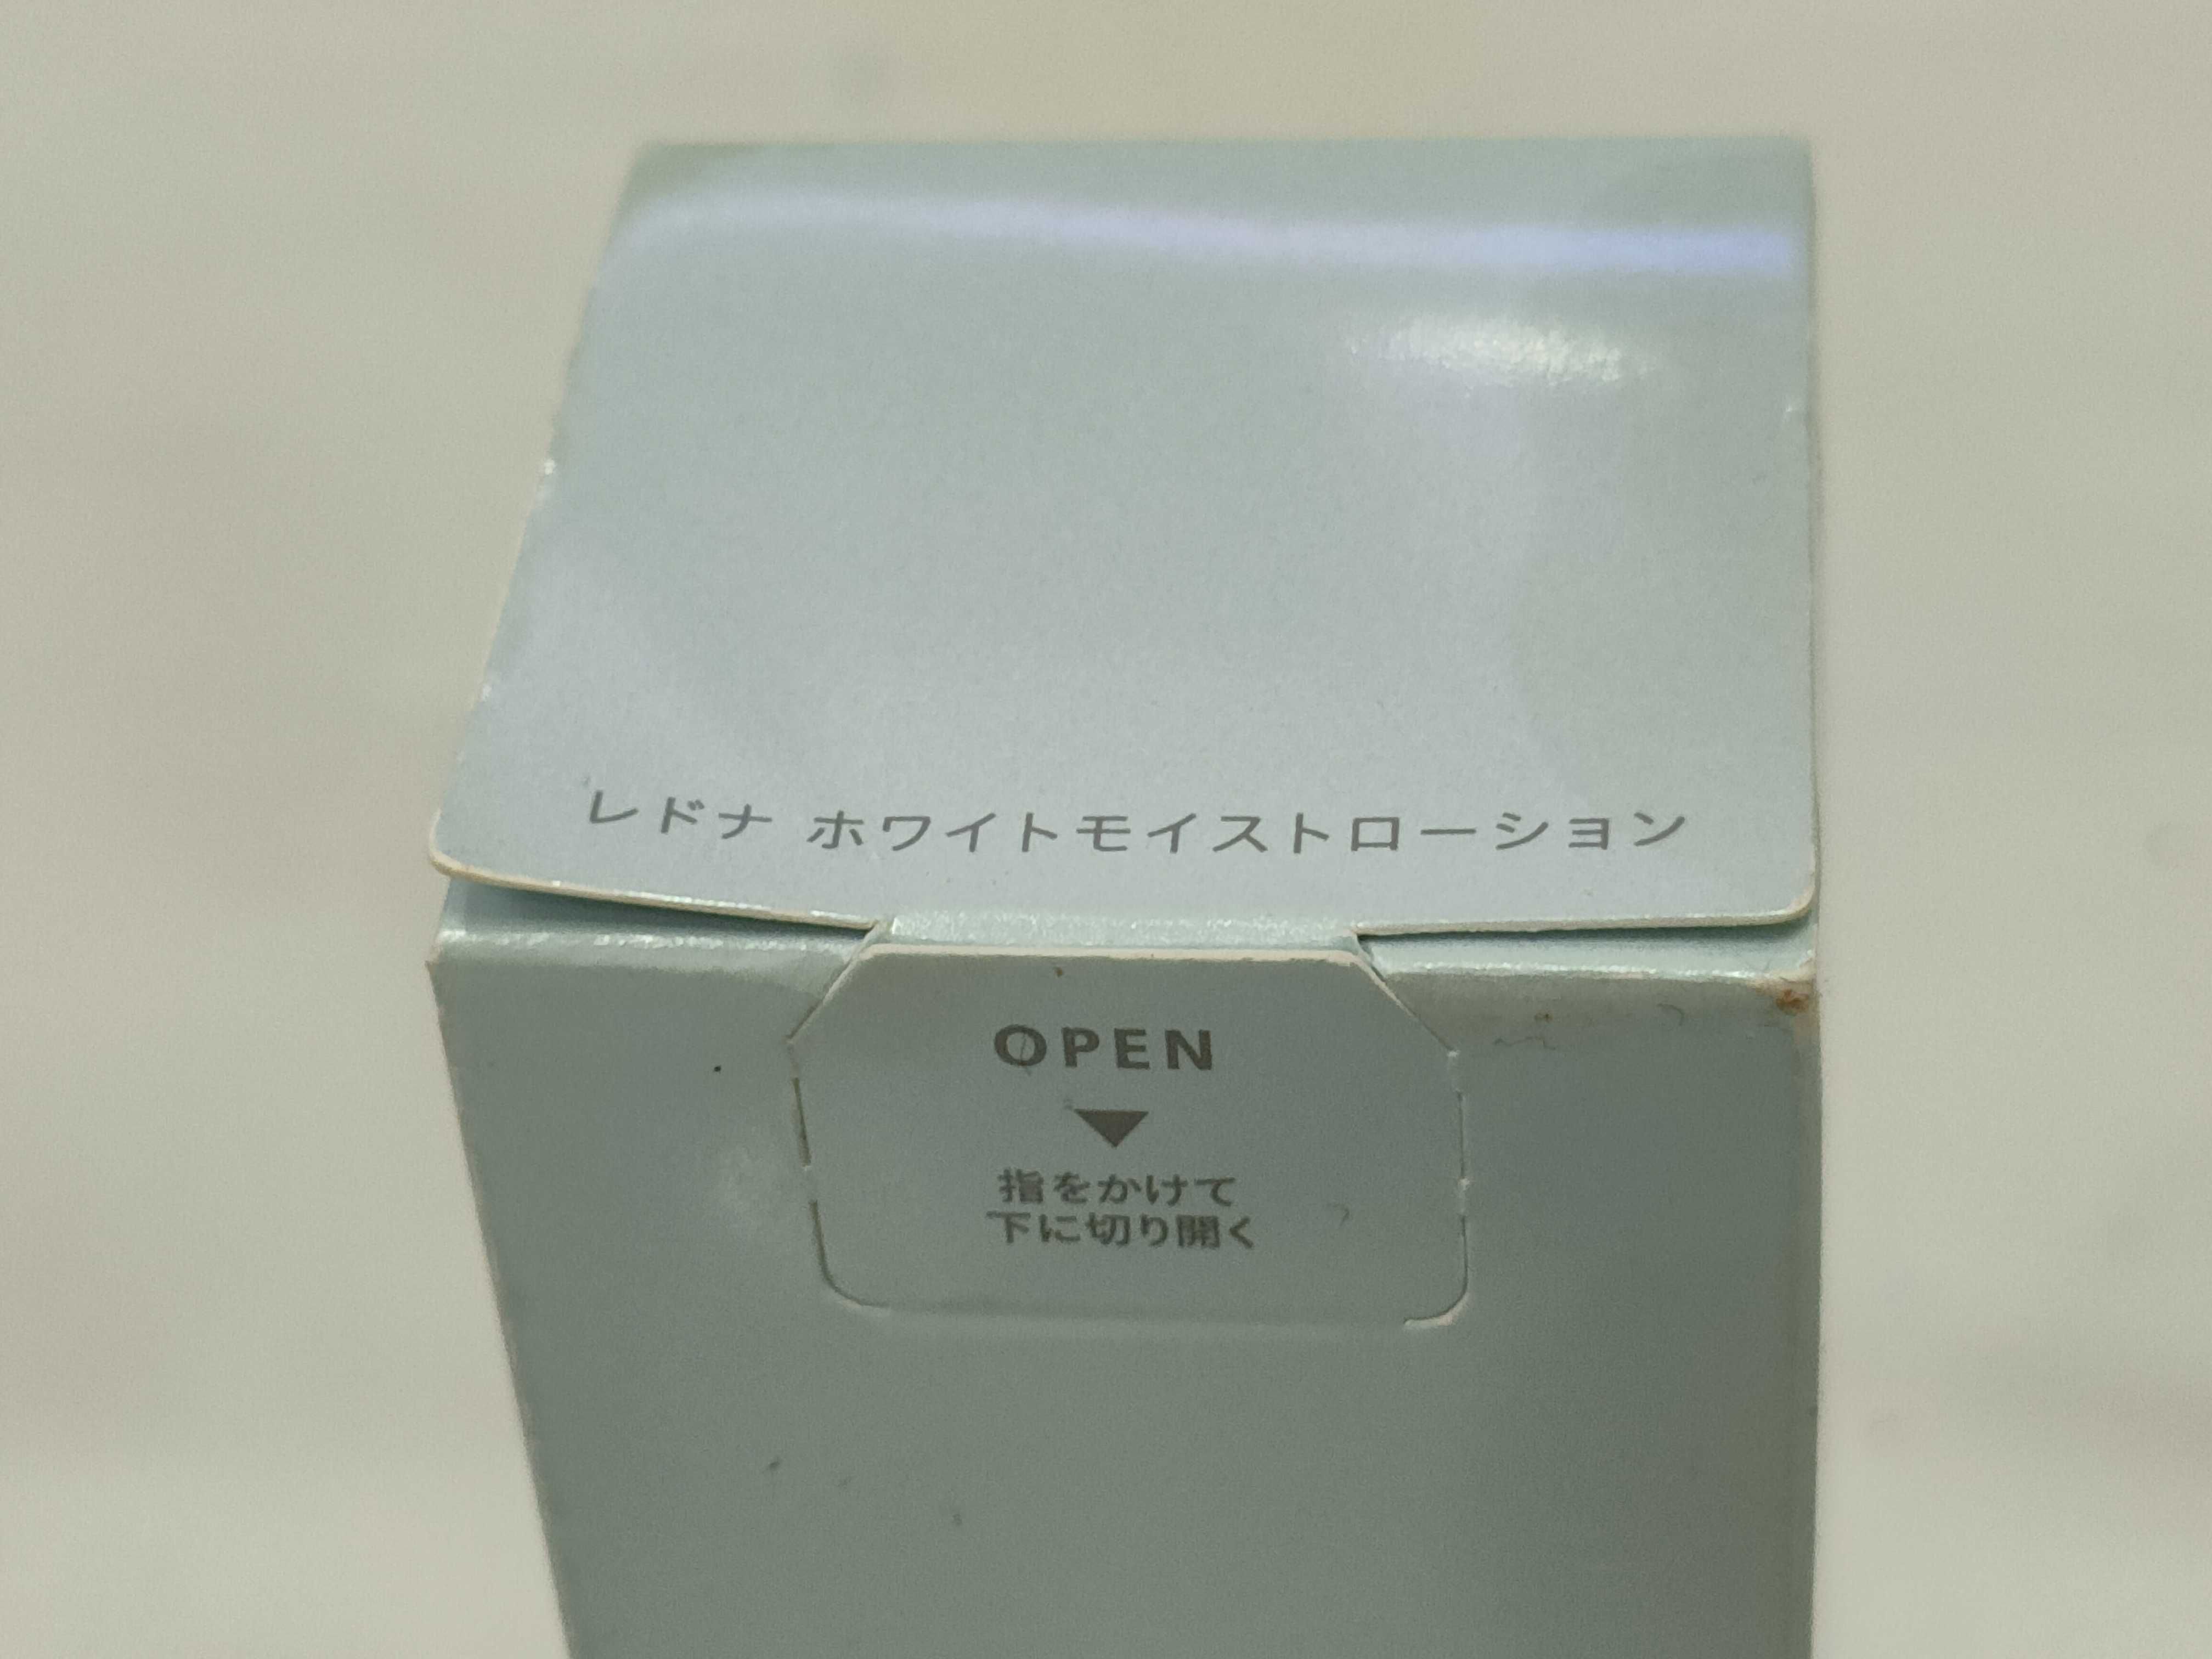 レドナ ホワイトモイストローション
OPEN
▼
指をかけて
下に切り開く